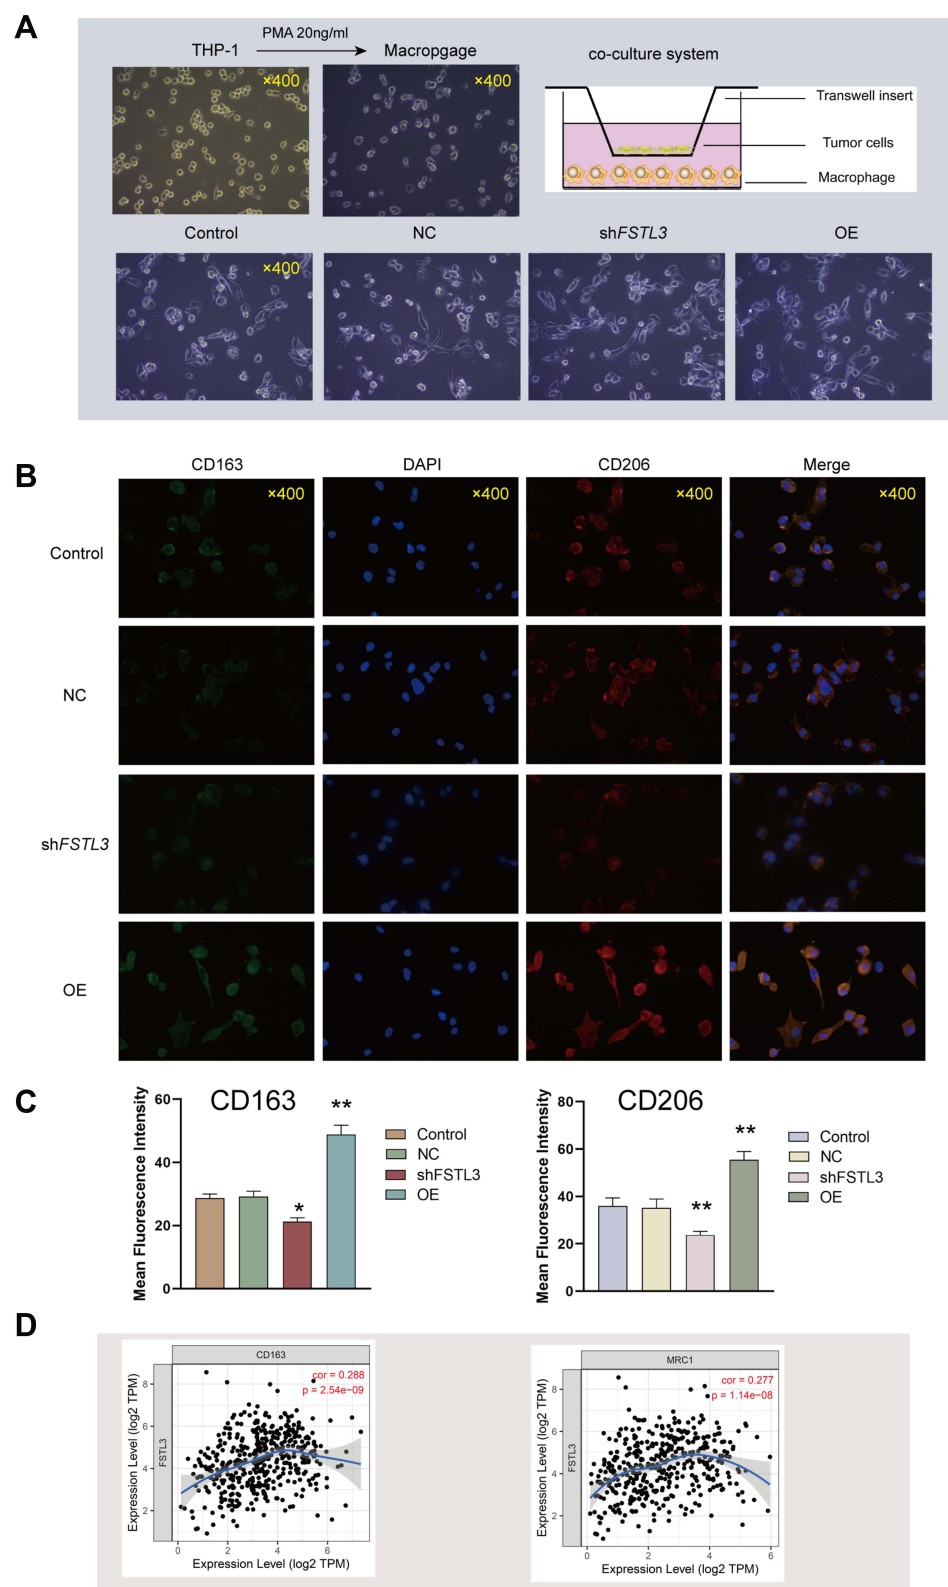 A
THP-1
PMA 20ng/ml
Macropgage
co-culture system
×400
×400
Transwell insert
Tumor cells
Macrophage
Control
NC
shFSTL3
OE
×400
B
CD163
DAPI
CD206
Merge
×400
×400
×400
×400
Control
NC
shFSTL3
OE
C
CD163
Mean Fluorescence Intensity
60
40
20
0
*
**
Control
NC
shFSTL3
OE
CD206
Mean Fluorescence Intensity
80
60
40
20
0
**
**
Control
NC
shFSTL3
OE
D
CD163
cor = 0.288
p = 2.54e−09
FSTL3
Expression Level (log2 TPM)
8
6
4
2
0
2
4
6
Expression Level (log2 TPM)
MRC1
cor = 0.277
p = 1.14e−08
FSTL3
Expression Level (log2 TPM)
8
6
4
2
0
2
4
6
Expression Level (log2 TPM)